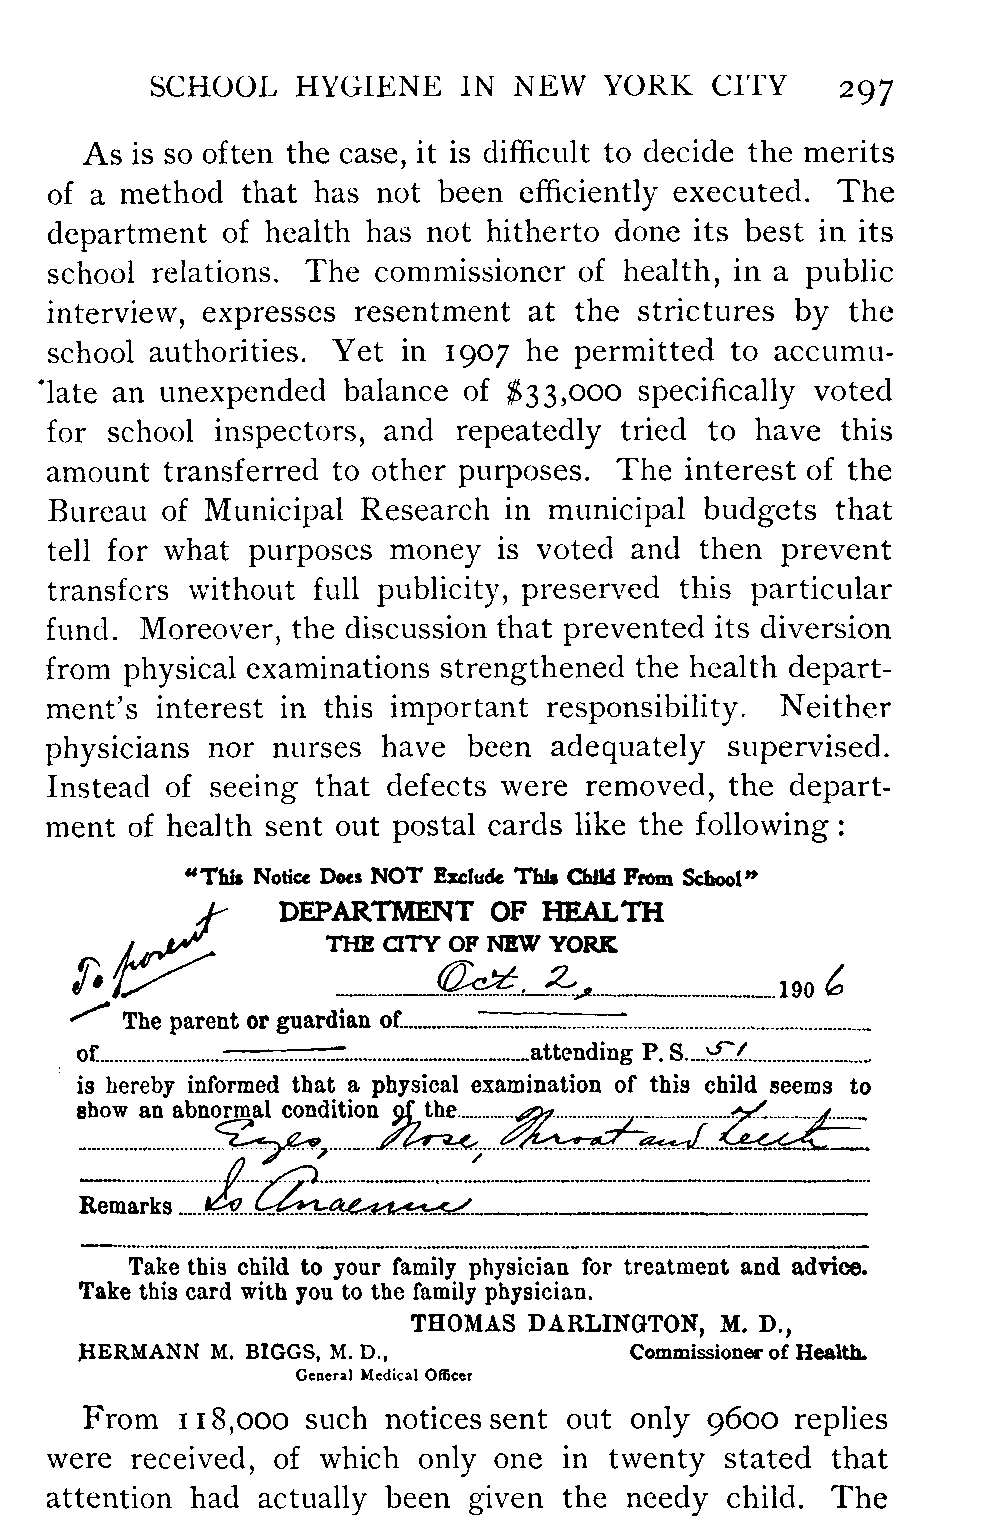 SCHOOL HYGIENE IN NEW YORK CITY 297
As is so often the case, it is difficult to decide the merits
of a method that has not been efficiently executed. The
department of health has not hitherto done its best in its
school relations. The commissioner of health, in a public
interview, expresses resentment at the strictures by the
school authorities. Yet in 1907 he permitted to accumu-
late an unexpended balance of $33,000 specifically voted
for school inspectors, and repeatedly tried to have this
amount transferred to other purposes. The interest of the
Bureau of Municipal Research in municipal budgets that
tell for what purposes money is voted and then prevent
transfers without full publicity, preserved this particular
fund. Moreover, the discussion that prevented its diversion
from physical examinations strengthened the health depart-
ment's interest in this important responsibility. Neither
physicians nor nurses have been adequately supervised.
Instead of seeing that defects were removed, the depart-
ment of health sent out postal cards like the following:
"This Notice Does NOT Exclude This Child From School"
DEPARTMENT OF HEALTH
THE CITY OF NEW YORK
To parent
Oct. 2, 1906
The parent or guardian of
of attending P. S. 51
is hereby informed that a physical examination of this child seems to
show an abnormal condition of the
Eyes, Nose, Throat and Teeth
Remarks Is Anaemic
Take this child to your family physician for treatment and advice.
Take this card with you to the family physician.
THOMAS DARLINGTON, M. D.,
HERMANN M. BIGGS, M. D., Commissioner of Health.
General Medical Officer
From 118,000 such notices sent out only 9600 replies
were received, of which only one in twenty stated that
attention had actually been given the needy child. The